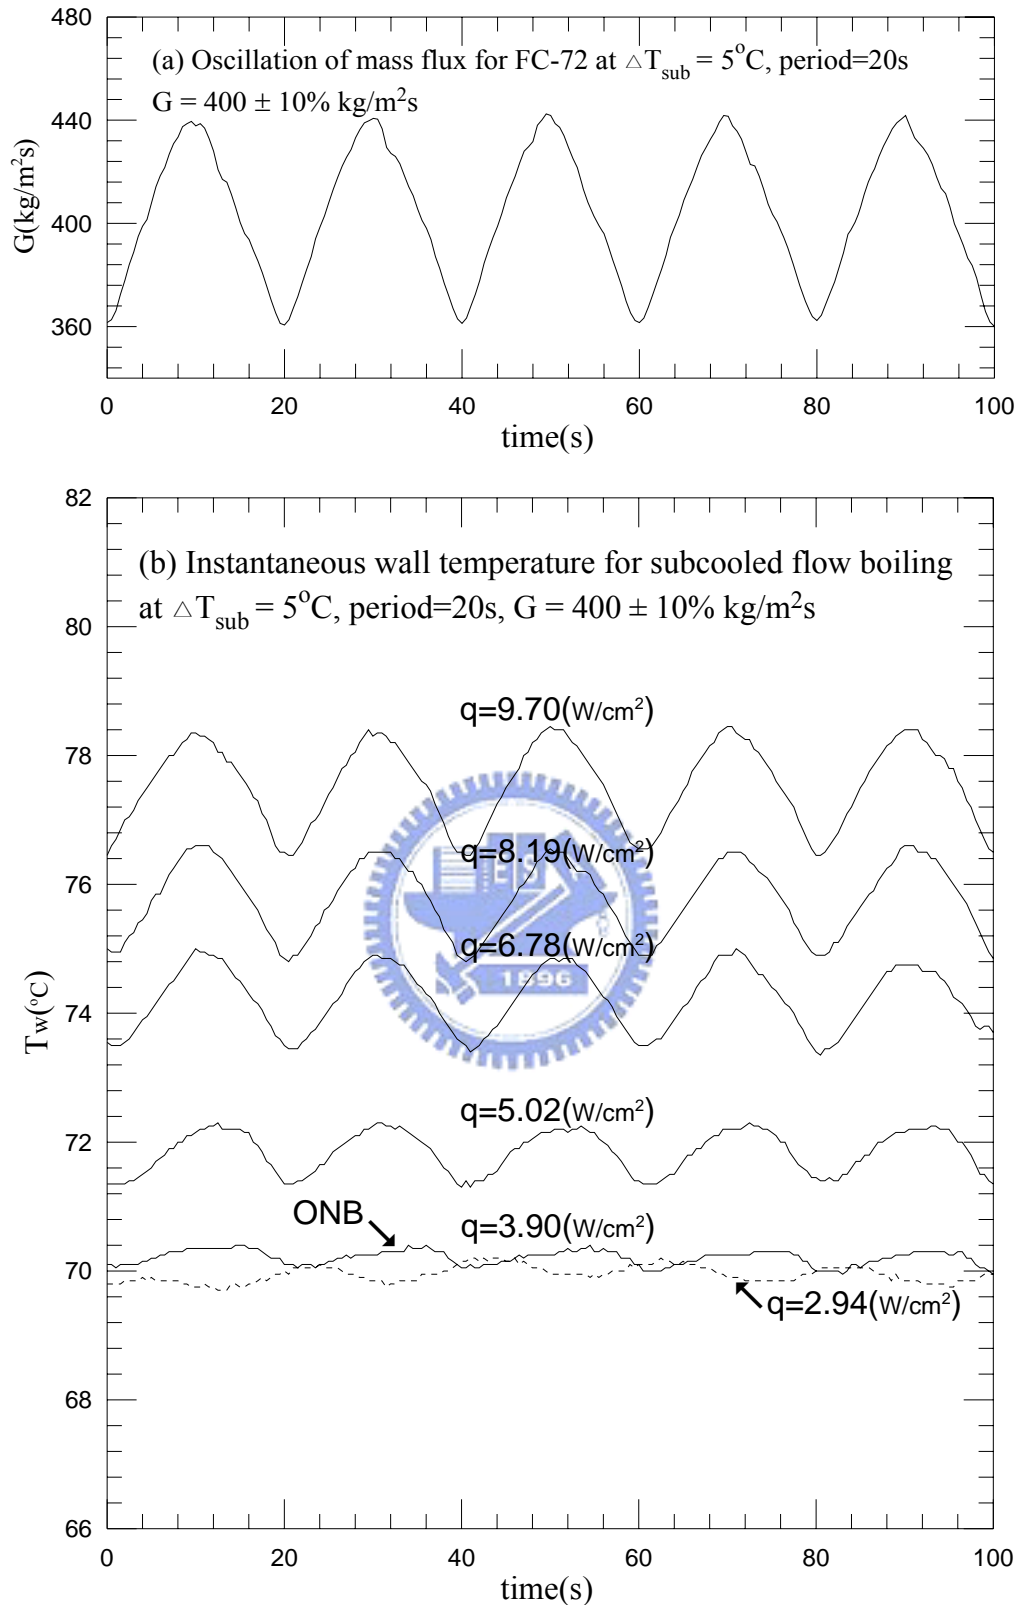 480
440
400
360
G(kg/m²s)
(a) Oscillation of mass flux for FC-72 at △T_sub = 5°C, period=20s
G = 400 ± 10% kg/m²s
0 20 40 60 80 100
time(s)
82
80
78
76
74
72
70
68
66
Tw(°C)
(b) Instantaneous wall temperature for subcooled flow boiling
at △T_sub = 5°C, period=20s, G = 400 ± 10% kg/m²s
q=9.70(W/cm²)
q=8.19(W/cm²)
ES
q=6.78(W/cm²)
1896
q=5.02(W/cm²)
ONB
q=3.90(W/cm²)
q=2.94(W/cm²)
0 20 40 60 80 100
time(s)